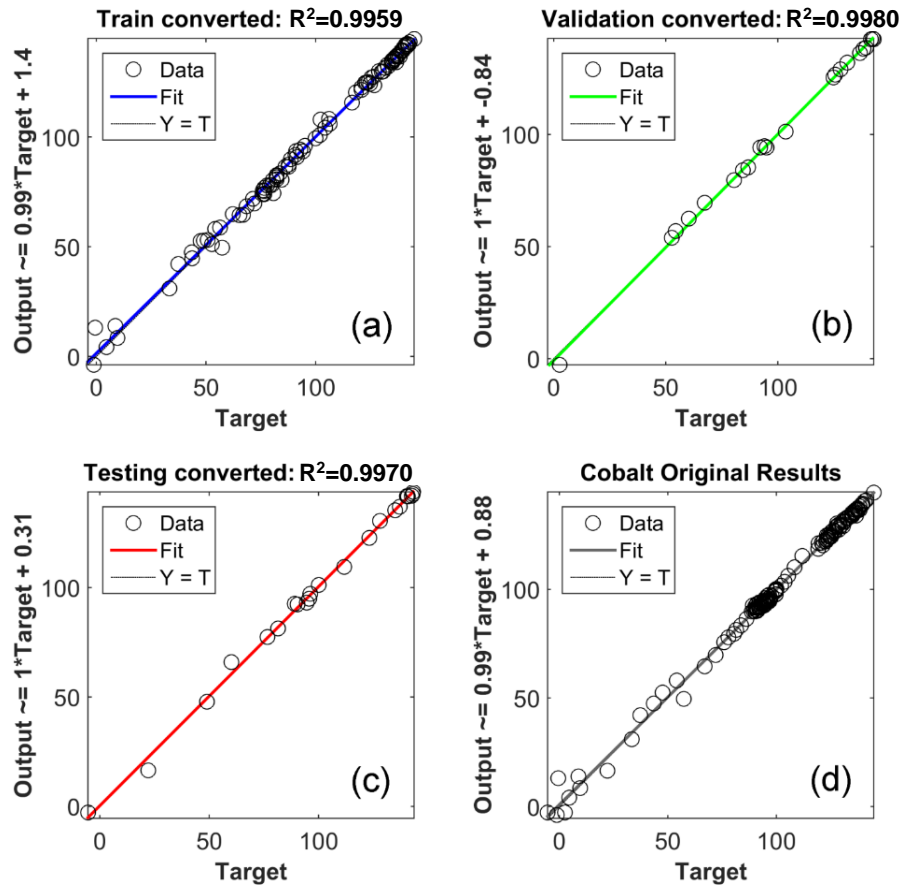 Train converted: R²=0.9959
Output ~= 0.99*Target + 1.4
Data
Fit
Y = T
100
50
0
0
50
100
Target
(a)
Validation converted: R²=0.9980
Output ~= 1*Target + -0.84
Data
Fit
Y = T
100
50
0
0
50
100
Target
(b)
Testing converted: R²=0.9970
Output ~= 1*Target + 0.31
Data
Fit
Y = T
100
50
0
0
50
100
Target
(c)
Cobalt Original Results
Output ~= 0.99*Target + 0.88
Data
Fit
Y = T
100
50
0
0
50
100
Target
(d)